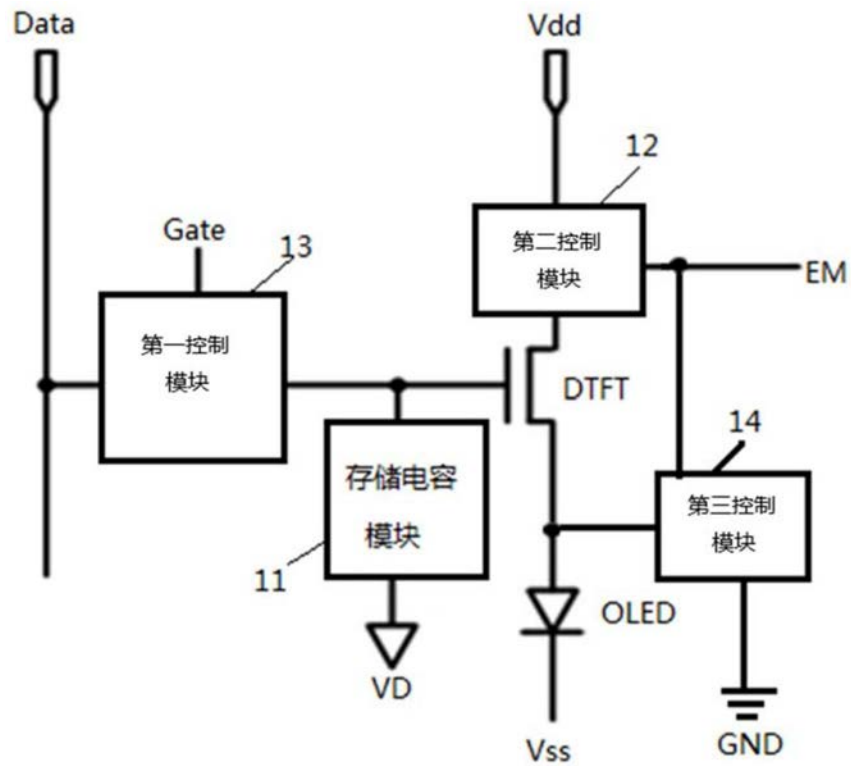 Data
Vdd
12
Gate
13
第二控制
模块
EM
第一控制
模块
DTFT
14
存储电容
模块
第三控制
模块
11
OLED
VD
Vss
GND